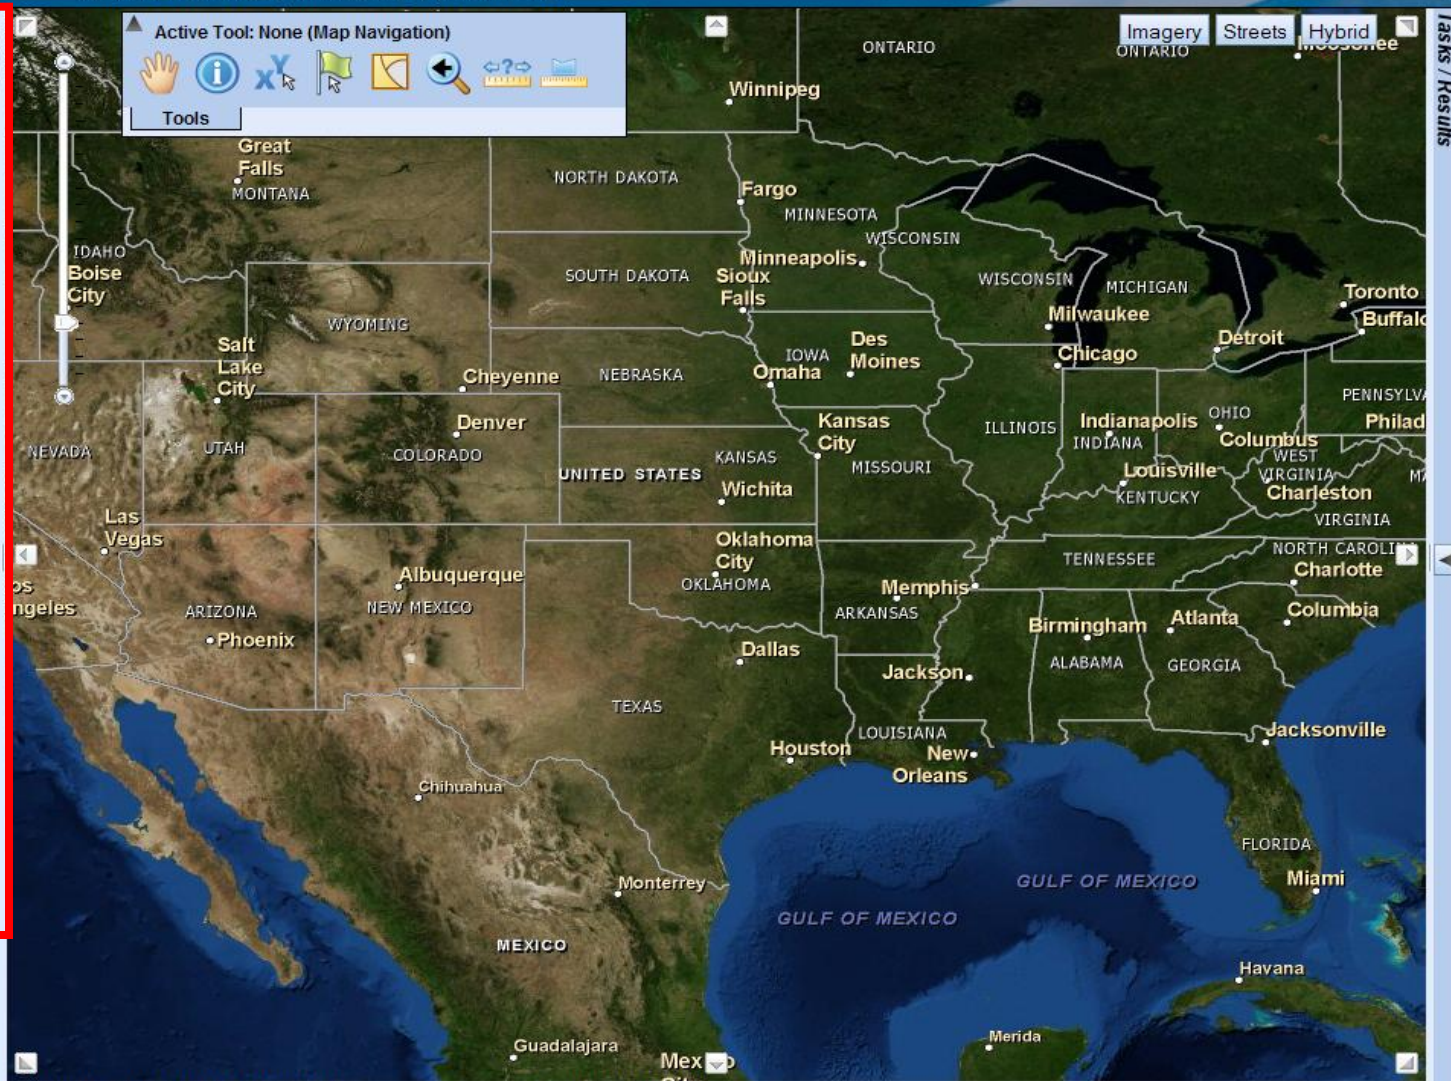 Active Tool: None (Map Navigation)
Tools
Imagery
Streets
Hybrid
Tasks / Results
ONTARIO
ONTARIO
Moosonee
Winnipeg
Great
Falls
MONTANA
NORTH DAKOTA
Fargo
MINNESOTA
WISCONSIN
IDAHO
Boise
City
SOUTH DAKOTA
Minneapolis
Sioux
Falls
WISCONSIN
MICHIGAN
Toronto
Buffalo
WYOMING
Milwaukee
Detroit
Salt
Lake
City
Cheyenne
NEBRASKA
IOWA
Des
Moines
Omaha
Chicago
PENNSYLVA
Philad
NEVADA
UTAH
Denver
COLORADO
UNITED STATES
KANSAS
Kansas
City
MISSOURI
ILLINOIS
Indianapolis
INDIANA
OHIO
Columbus
WEST
VIRGINIA
Charleston
Louisville
KENTUCKY
VIRGINIA
Wichita
Las
Vegas
Oklahoma
City
OKLAHOMA
TENNESSEE
NORTH CAROLIN
Charlotte
os
ngeles
Albuquerque
NEW MEXICO
ARIZONA
Phoenix
Memphis
ARKANSAS
Birmingham
ALABAMA
Atlanta
GEORGIA
Columbia
Dallas
Jackson
TEXAS
LOUISIANA
Houston
New
Orleans
Jacksonville
Chihuahua
FLORIDA
Miami
GULF OF MEXICO
GULF OF MEXICO
Monterrey
MEXICO
Havana
Guadalajara
Merida